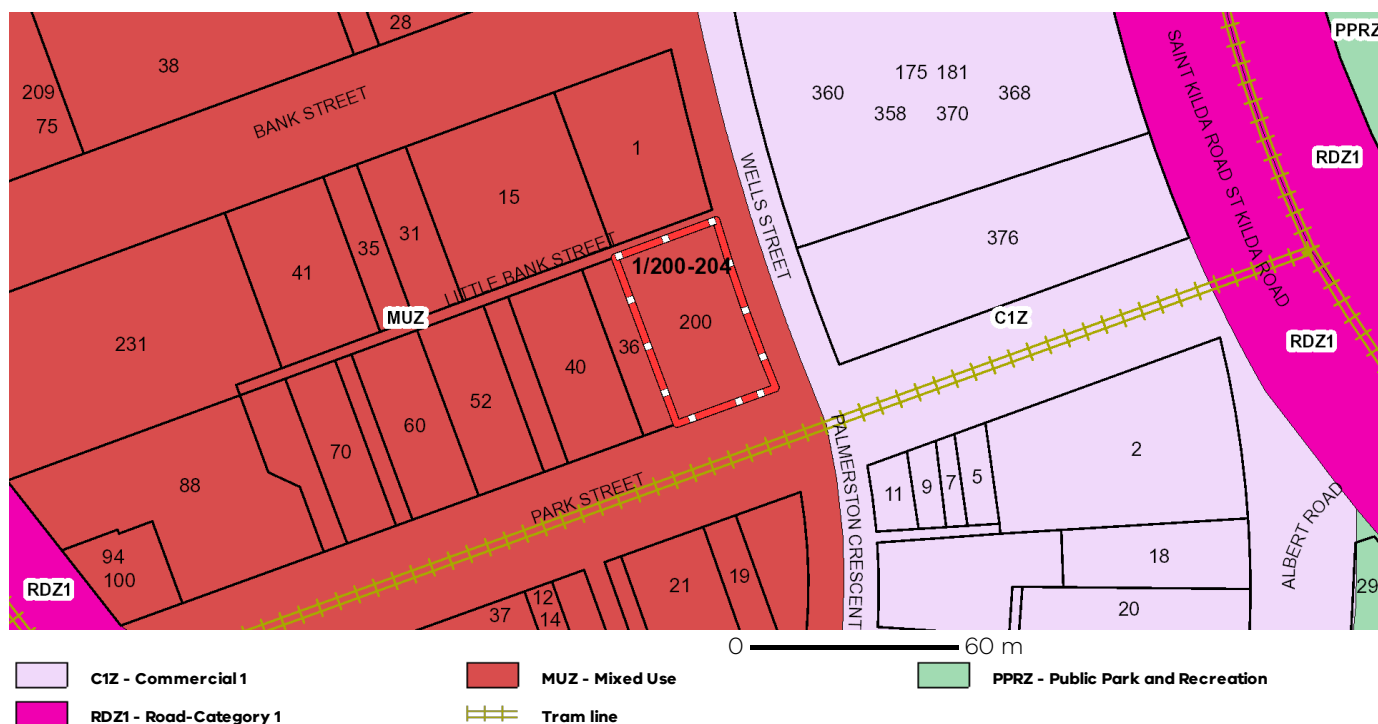 28
38
PPRZ
209
75
175 181
360
368
358
370
BANK STREET
SAINT KILDA ROAD ST KILDA ROAD
1
RDZ1
WELLS STREET
15
31
35
376
41
LITTLE BANK STREET
1/200-204
MUZ
C1Z
200
231
36
RDZ1
40
52
60
70
PALMERSTON CRESCENT
2
88
11
9
7
5
PARK STREET
ALBERT ROAD
94
100
18
RDZ1
21
19
29
12
37
14
20
0
60 m
C1Z - Commercial 1
MUZ - Mixed Use
PPRZ - Public Park and Recreation
RDZ1 - Road-Category 1
Tram line